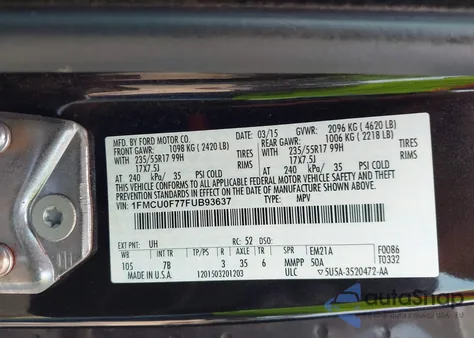 MFD. BY FORD MOTOR CO.
DATE: 03/15 GVWR: 2096 KG ( 4620 LB)
FRONT GAWR: 1098 KG ( 2420 LB) REAR GAWR: 1006 KG ( 2218 LB)
WITH 235/55R17 99H TIRES WITH 235/55R17 99H TIRES
17X7.5J RIMS 17X7.5J RIMS
AT 240 kPa/ 35 PSI COLD AT 240 kPa/ 35 PSI COLD
THIS VEHICLE CONFORMS TO ALL APPLICABLE FEDERAL MOTOR VEHICLE SAFETY, BUMPER, AND THEFT
PREVENTION STANDARDS IN EFFECT ON THE DATE OF MANUFACTURE SHOWN ABOVE.
VIN: 1FMCU0F77FUB93637
TYPE: MPV
F0086
T0332
EXT PNT: UH RC: 52 DSO:
WB INT TR TP/PS R AXLE TR SPR EM21A
105 7B 3 35 6 MMPP 50A
MADE IN U.S.A. 1201503201203 ULC 5U5A-3520472-AA
autoSnap